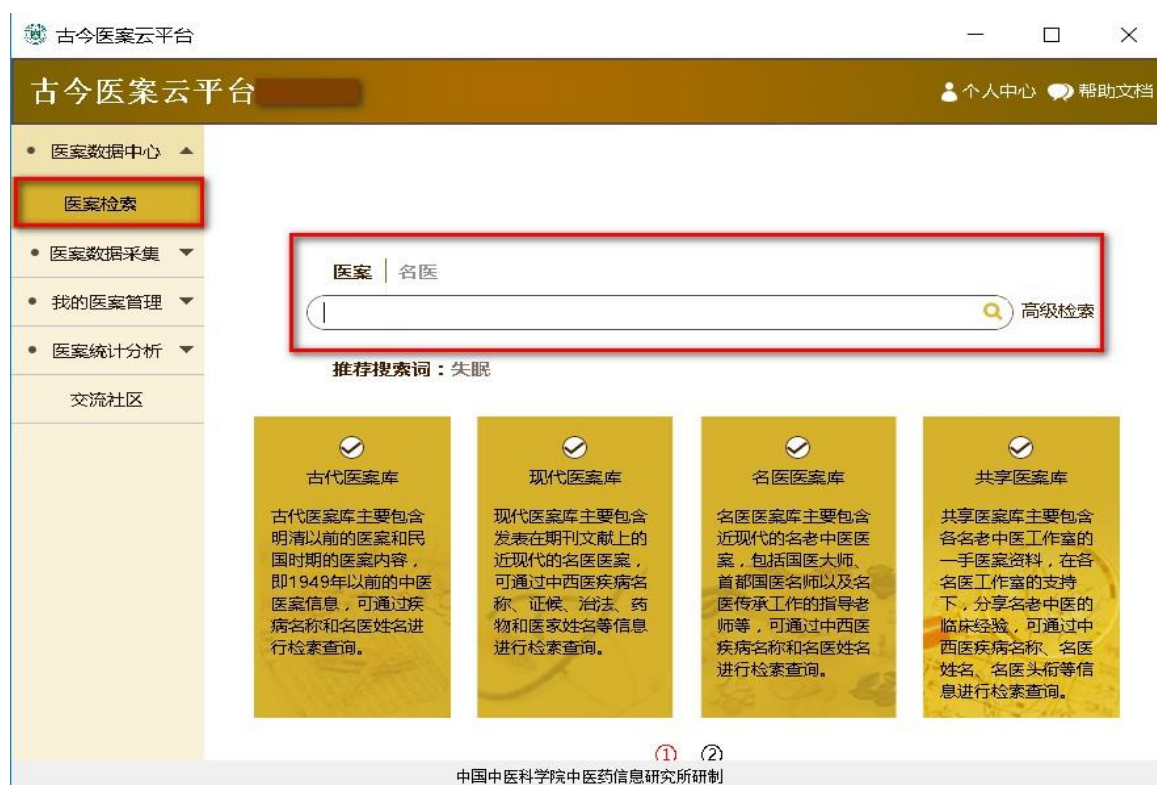 古今医案云平台
古今医案云平台
个人中心 帮助文档
医案数据中心
医案检索
医案数据采集
我的医案管理
医案统计分析
交流社区
医案 名医
高级检索
推荐搜索词：失眠
古代医案库
古代医案库主要包含
明清以前的医案和民
国时期的医案内容，
即1949年以前的中医
医案信息，可通过疾
病名称和名医姓名进
行检索查询。
现代医案库
现代医案库主要包含
发表在期刊文献上的
近现代的名医医案，
可通过中西医疾病名
称、证候、治法、药
物和医家姓名等信息
进行检索查询。
名医医案库
名医医案库主要包含
近现代的名老中医医
案，包括国医大师、
首都国医名师以及名
医传承工作的指导老
师等，可通过中西医
疾病名称和名医姓名
进行检索查询。
共享医案库
共享医案库主要包含
各名老中医工作室的
一手医案资料，在各
名医工作室的支持
下，分享名老中医的
临床经验，可通过中
西医疾病名称、名医
姓名、名医头衔等信
息进行检索查询。
① ②
中国中医科学院中医药信息研究所研制